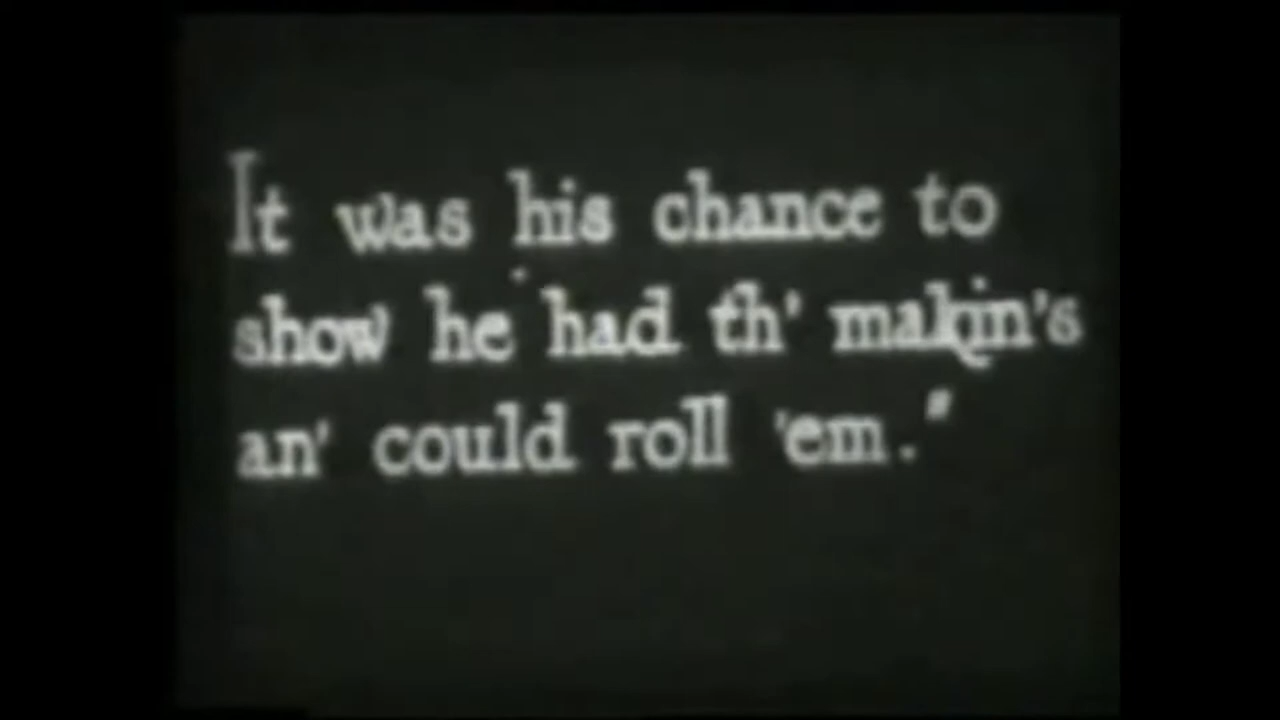 It was his chance to
show he had th' makin's
an' could roll 'em."